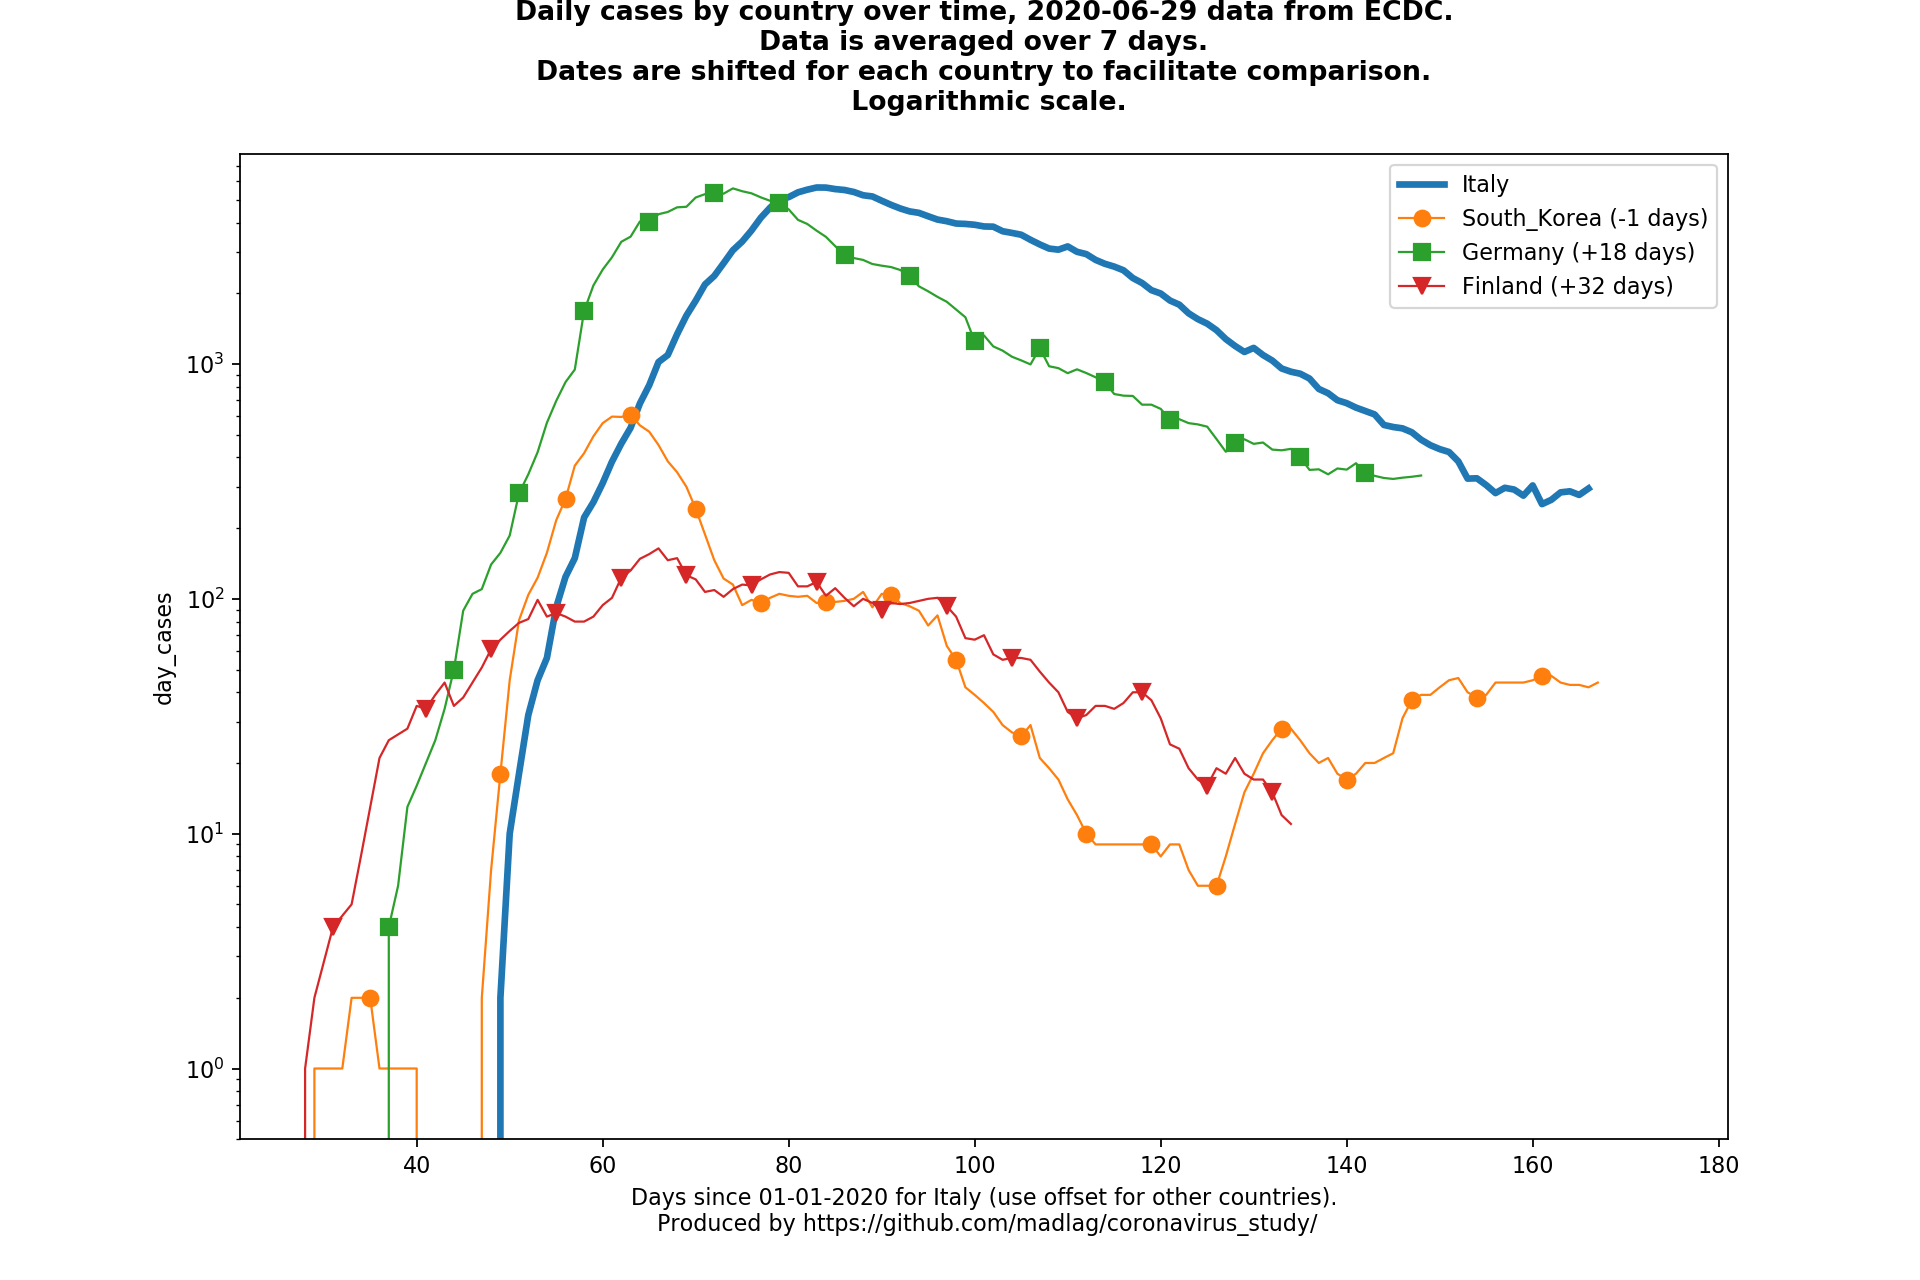 Daily cases by country over time, 2020-06-29 data from ECDC.
Data is averaged over 7 days.
Dates are shifted for each country to facilitate comparison.
Logarithmic scale.
Italy
South_Korea (-1 days)
Germany (+18 days)
Finland (+32 days)
day_cases
10³
10²
10¹
10⁰
40 60 80 100 120 140 160 180
Days since 01-01-2020 for Italy (use offset for other countries).
Produced by https://github.com/madlag/coronavirus_study/